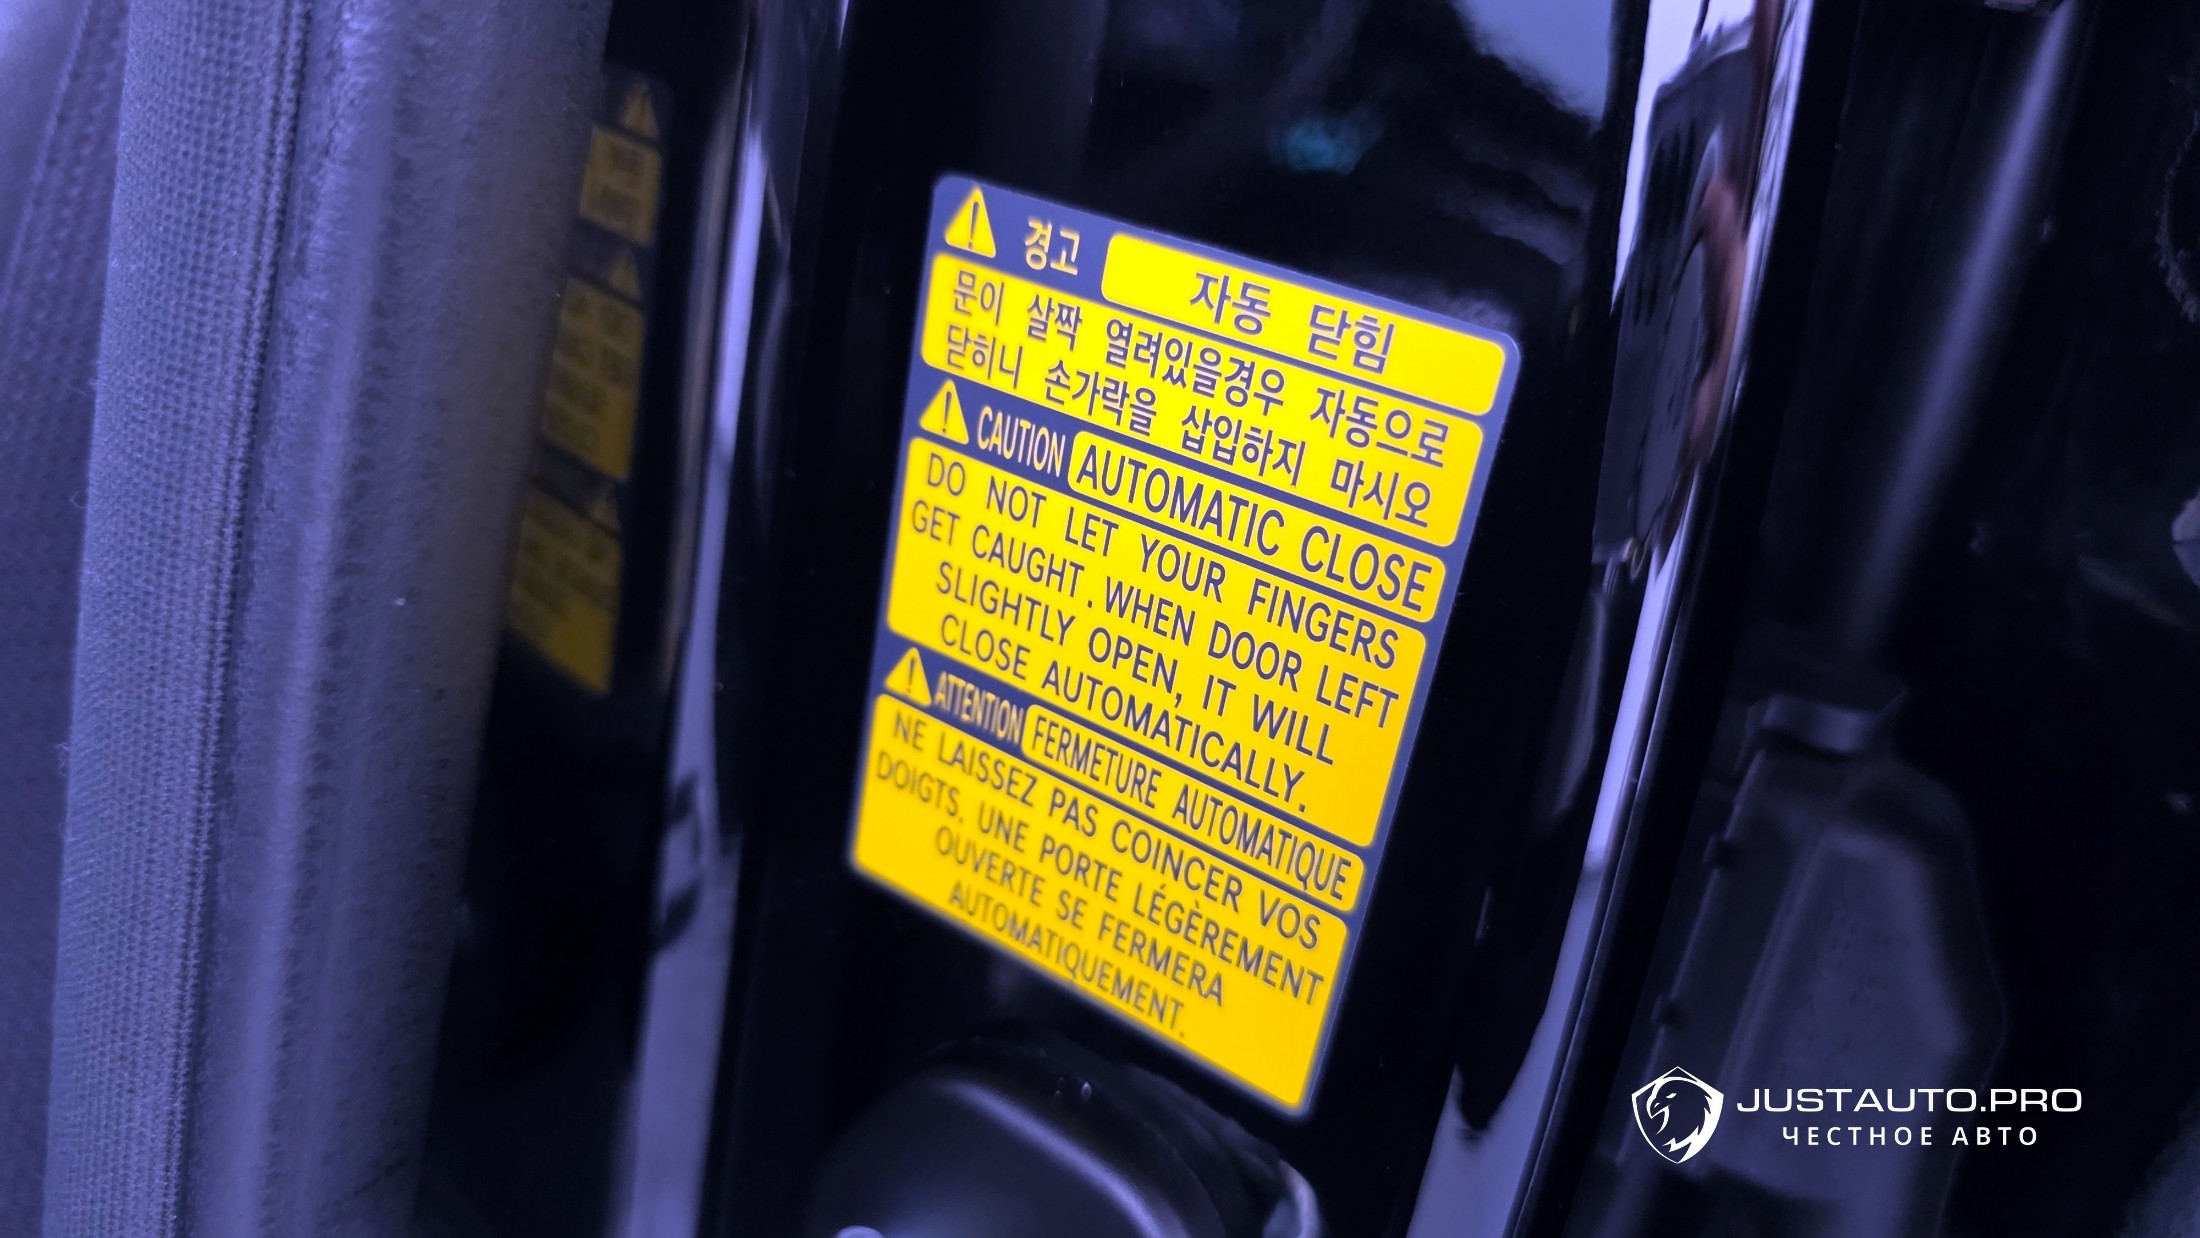 경고 자동 닫힘
문이 살짝 열려있을경우 자동으로
닫히니 손가락을 삽입하지 마시오
CAUTION AUTOMATIC CLOSE
DO NOT LET YOUR FINGERS
GET CAUGHT. WHEN DOOR LEFT
SLIGHTLY OPEN, IT WILL
CLOSE AUTOMATICALLY.
ATTENTION FERMETURE AUTOMATIQUE
NE LAISSEZ PAS COINCER VOS
DOIGTS. UNE PORTE LÉGÈREMENT
OUVERTE SE FERMERA
AUTOMATIQUEMENT.
JUSTAUTO.PRO
ЧЕСТНОЕ АВТО